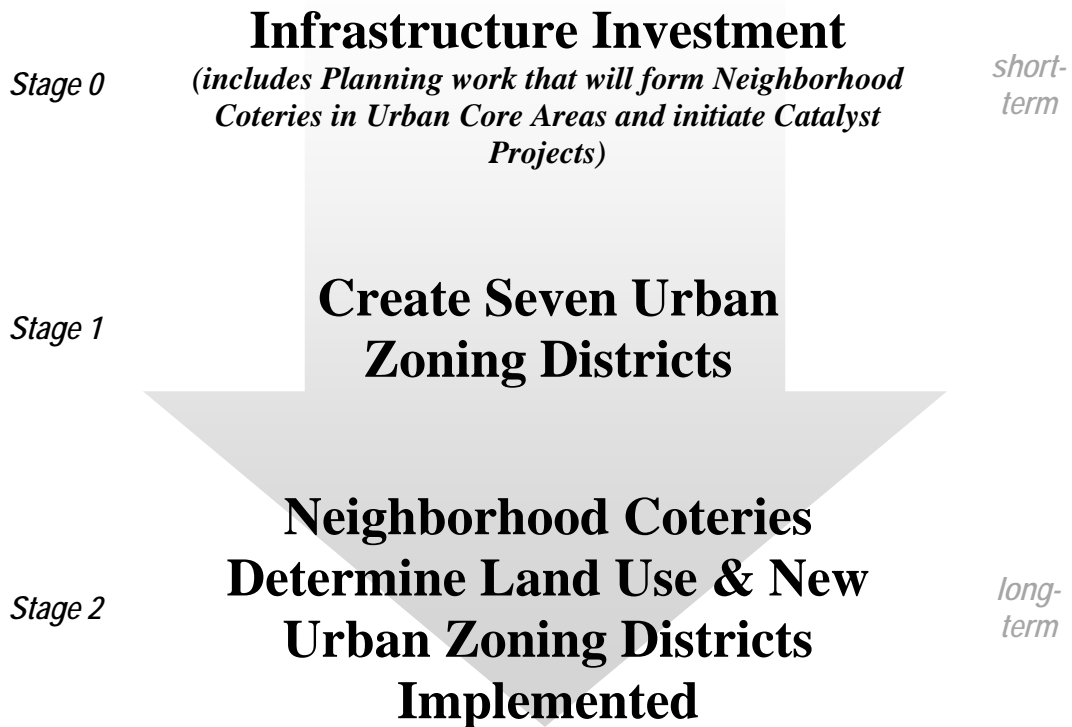 Infrastructure Investment
Stage 0
(includes Planning work that will form Neighborhood
Coteries in Urban Core Areas and initiate Catalyst
Projects)
short-
term
Stage 1
Create Seven Urban
Zoning Districts
Neighborhood Coteries
Determine Land Use & New
Urban Zoning Districts
Implemented
Stage 2
long-
term